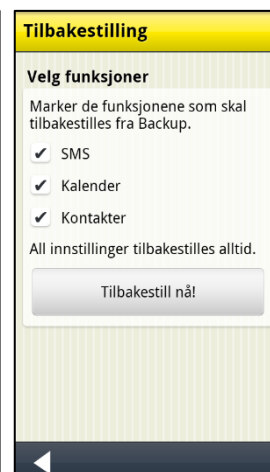 Tilbakestilling
Velg funksjoner
Marker de funksjonene som skal
tilbakestilles fra Backup.
SMS
Kalender
Kontakter
All innstillinger tilbakestilles alltid.
Tilbakestill nå!